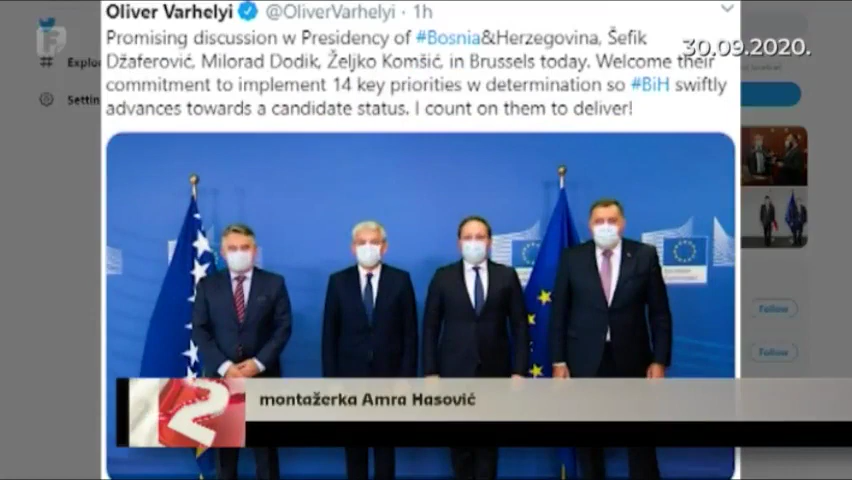 Oliver Varhelyi @OliverVarhelyi · 1h
Promising discussion w Presidency of #Bosnia&Herzegovina, Šefik
Džaferović, Milorad Dodik, Željko Komšić, in Brussels today. Welcome their
commitment to implement 14 key priorities w determination so #BiH swiftly
advances towards a candidate status. I count on them to deliver!
30.09.2020.
# Explo
Settin
Follow
Follow
2
montažerka Amra Hasović